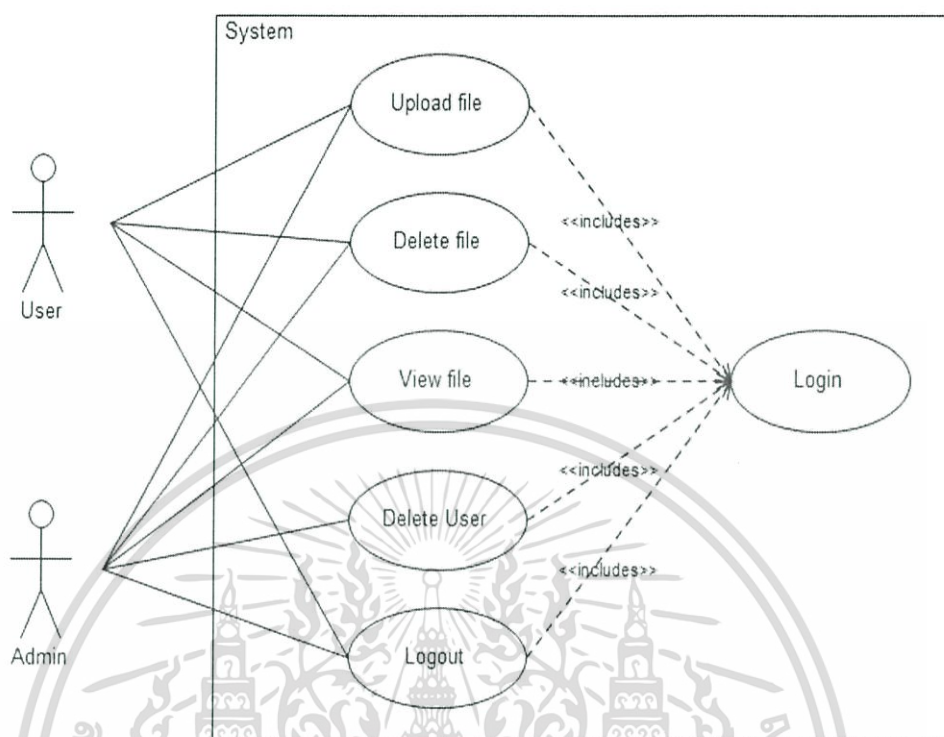 System
Upload file
Delete file
View file
Delete User
Logout
Login
User
Admin
<<includes>>
<<includes>>
<<includes>>
<<includes>>
<<includes>>